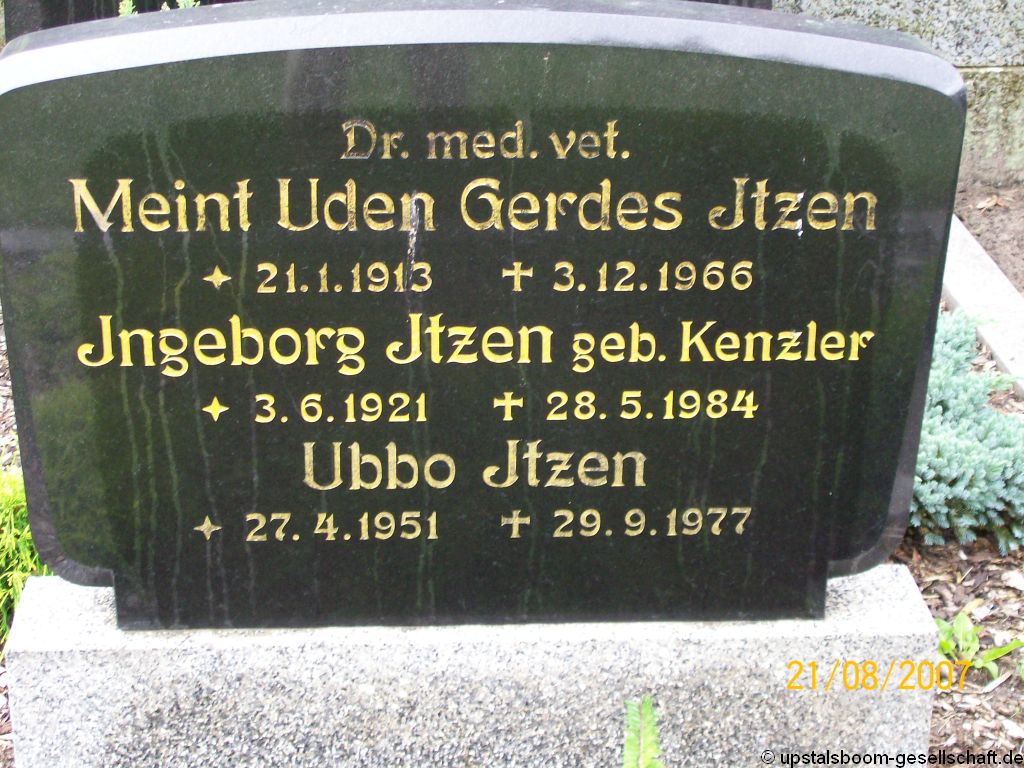 Dr. med. vet.
Meint Uden Gerdes Jtzen
✦ 21.1.1913 ✝ 3.12.1966
Jngeborg Jtzen geb. Kenzler
✦ 3.6.1921 ✝ 28.5.1984
Ubbo Jtzen
✦ 27.4.1951 ✝ 29.9.1977
21/08/2007
© upstalsboom-gesellschaft.de